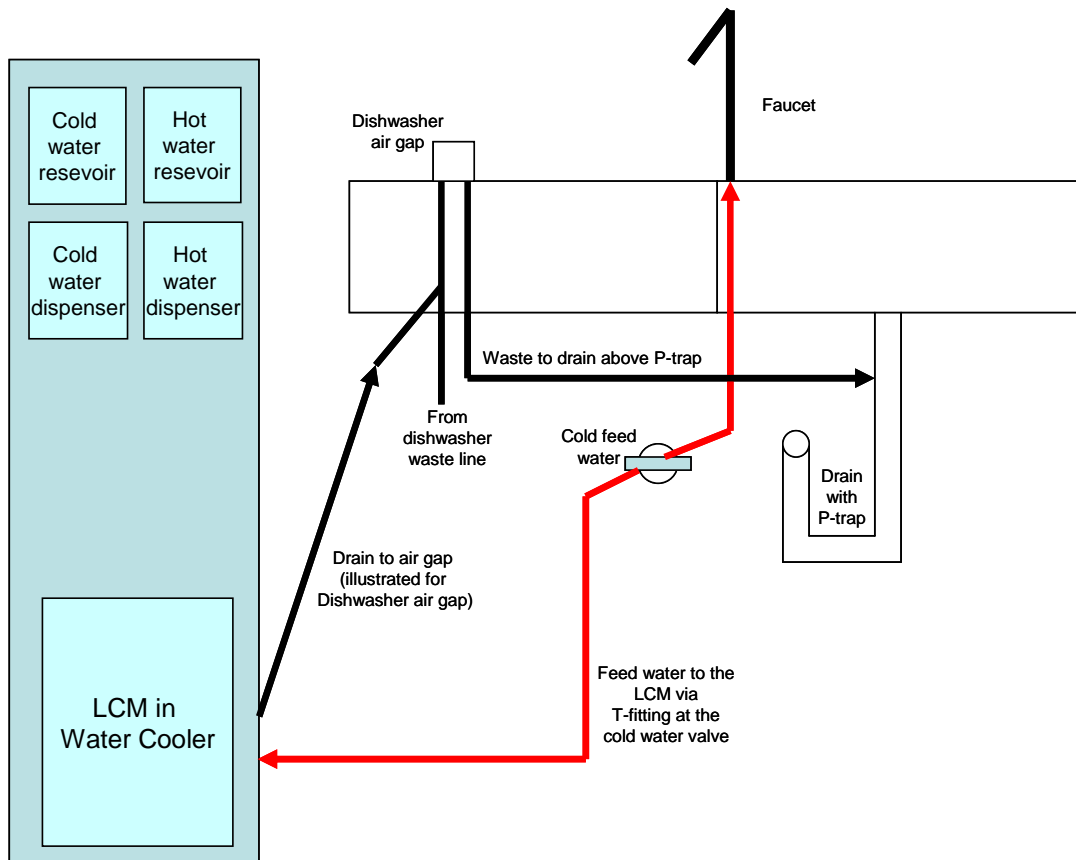 Cold
water
resevoir
Hot
water
resevoir
Cold
water
dispenser
Hot
water
dispenser
LCM in
Water Cooler
Dishwasher
air gap
Faucet
Waste to drain above P-trap
From
dishwasher
waste line
Cold feed
water
Drain
with
P-trap
Drain to air gap
(illustrated for
Dishwasher air gap)
Feed water to the
LCM via
T-fitting at the
cold water valve